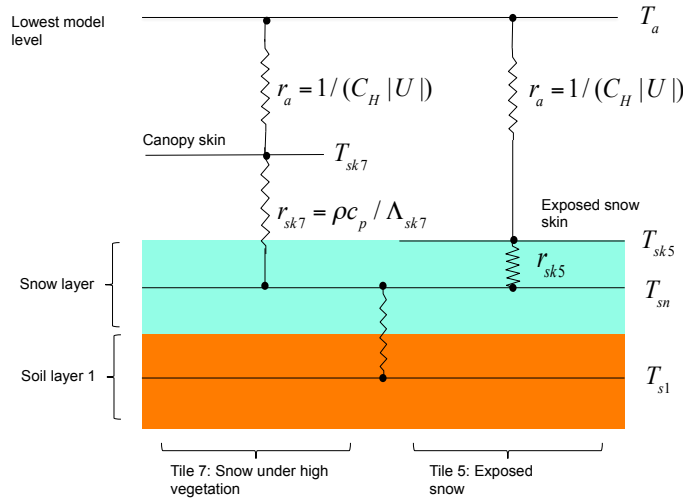 Lowest model
level
T_a
r_a = 1/(C_H |U|)
r_a = 1/(C_H |U|)
Canopy skin
T_sk7
r_sk7 = ρc_p / Λ_sk7
Exposed snow
skin
T_sk5
r_sk5
Snow layer
T_sn
Soil layer 1
T_s1
Tile 7: Snow under high
vegetation
Tile 5: Exposed
snow